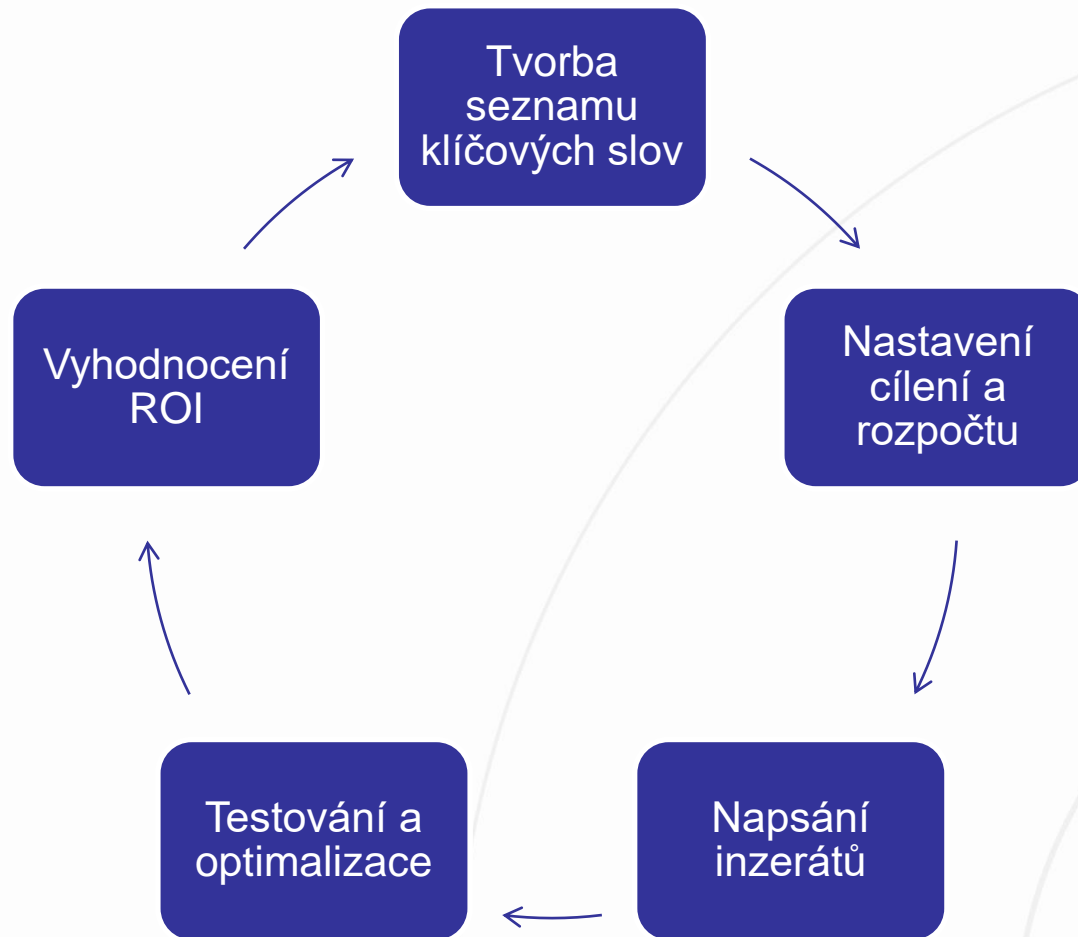 Tvorba
seznamu
klíčových slov
Nastavení
cílení a
rozpočtu
Napsání
inzerátů
Testování a
optimalizace
Vyhodnocení
ROI